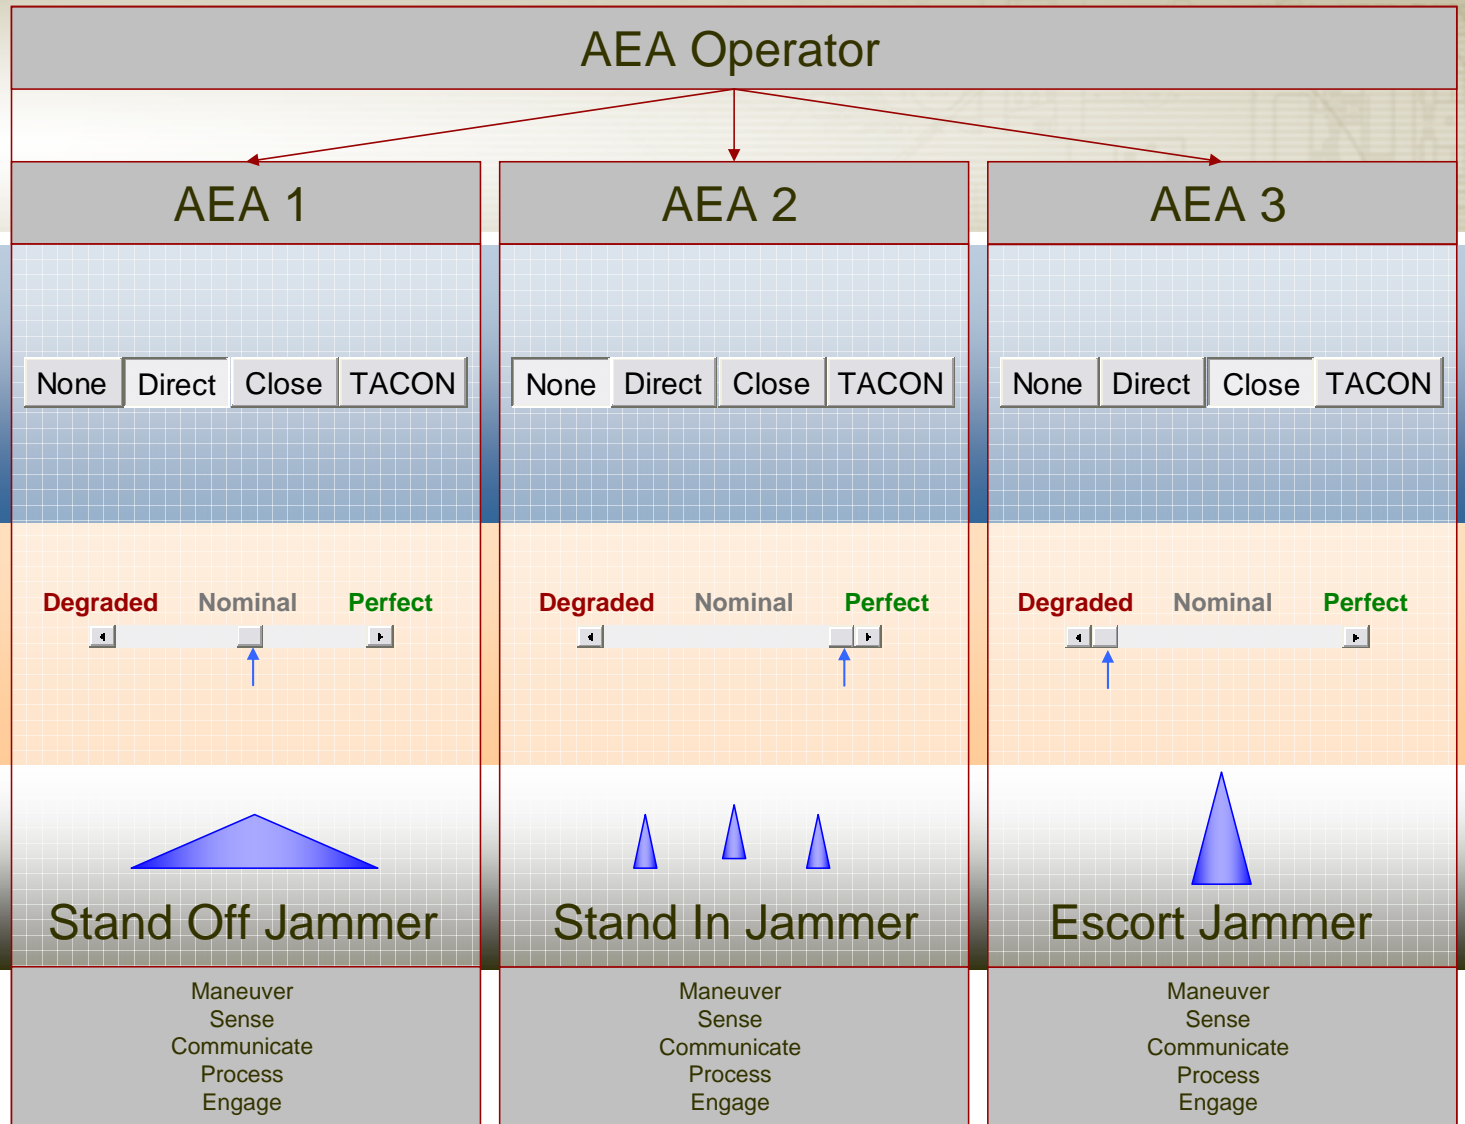 AEA Operator
AEA 1
AEA 2
AEA 3
None Direct Close TACON
None Direct Close TACON
None Direct Close TACON
Degraded Nominal Perfect
Degraded Nominal Perfect
Degraded Nominal Perfect
Stand Off Jammer
Stand In Jammer
Escort Jammer
Maneuver
Sense
Communicate
Process
Engage
Maneuver
Sense
Communicate
Process
Engage
Maneuver
Sense
Communicate
Process
Engage